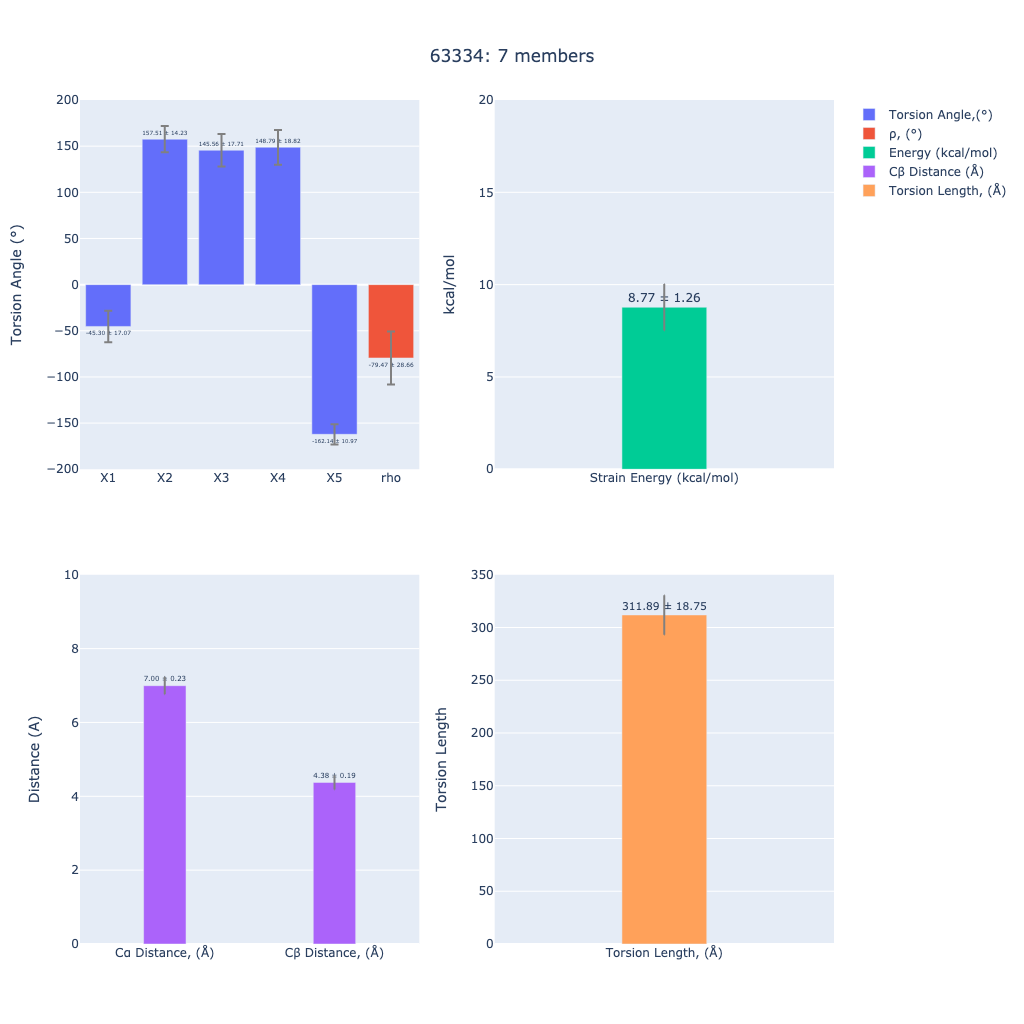 63334: 7 members
Torsion Angle (°)
200
150
100
50
0
−50
−100
−150
−200
157.51 ± 14.23
145.56 ± 17.71
148.79 ± 18.82
-45.30 ± 17.07
-79.47 ± 28.66
-162.14 ± 10.97
X1 X2 X3 X4 X5 rho
kcal/mol
20
15
10
5
0
8.77 ± 1.26
Strain Energy (kcal/mol)
Torsion Angle,(°)
ρ, (°)
Energy (kcal/mol)
Cβ Distance (Å)
Torsion Length, (Å)
Distance (A)
10
8
6
4
2
0
7.00 ± 0.23
4.38 ± 0.19
Cα Distance, (Å) Cβ Distance, (Å)
Torsion Length
350
300
250
200
150
100
50
0
311.89 ± 18.75
Torsion Length, (Å)